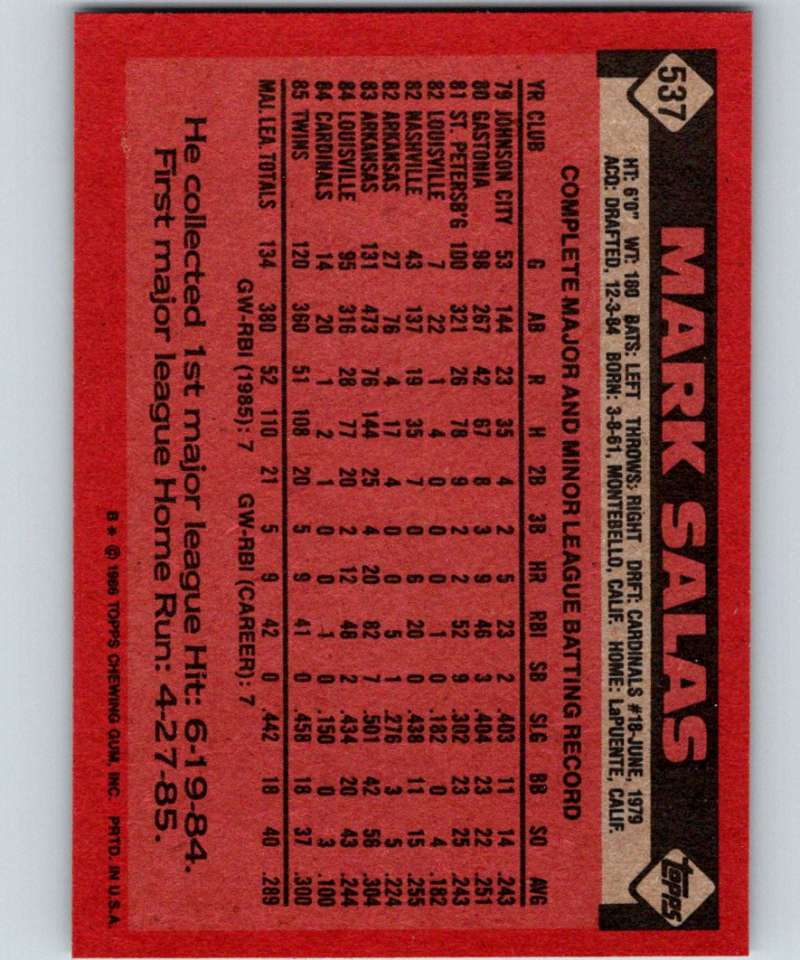 537
MARK SALAS
TOPPS
HT: 6'0" WT: 180 BATS: LEFT THROWS: RIGHT DRFT: CARDINALS #18-JUNE, 1979
ACQ: DRAFTED, 12-3-84 BORN: 3-8-61, MONTEBELLO, CALIF. HOME: LaPUENTE, CALIF.
COMPLETE MAJOR AND MINOR LEAGUE BATTING RECORD
YR CLUB G AB R H 2B 3B HR RBI SB SLG BB SO AVG
79 JOHNSON CITY 53 144 23 35 4 2 5 23 2 .403 11 14 .243
80 GASTONIA 98 267 42 67 8 3 9 46 3 .404 23 22 .251
81 ST. PETERSB'G 100 321 26 78 9 2 2 52 9 .302 23 25 .243
82 LOUISVILLE 7 22 1 4 0 0 0 1 0 .182 0 4 .182
82 NASHVILLE 43 137 19 35 7 0 6 20 0 .438 11 15 .255
82 ARKANSAS 27 76 4 17 4 0 0 5 1 .276 3 5 .224
83 ARKANSAS 131 473 76 144 25 4 20 82 7 .501 42 56 .304
84 LOUISVILLE 95 316 28 77 20 2 12 48 2 .434 20 43 .244
84 CARDINALS 14 20 1 2 1 0 0 1 0 .150 0 3 .100
85 TWINS 120 360 51 108 20 5 9 41 0 .458 18 37 .300
MAJ. LEA. TOTALS 134 380 52 110 21 5 9 42 0 .442 18 40 .289
GW-RBI (1985): 7 GW-RBI (CAREER): 7
He collected 1st major league Hit: 6-19-84.
First major league Home Run: 4-27-85.
B* © 1986 TOPPS CHEWING GUM, INC. PRTD. IN U.S.A.